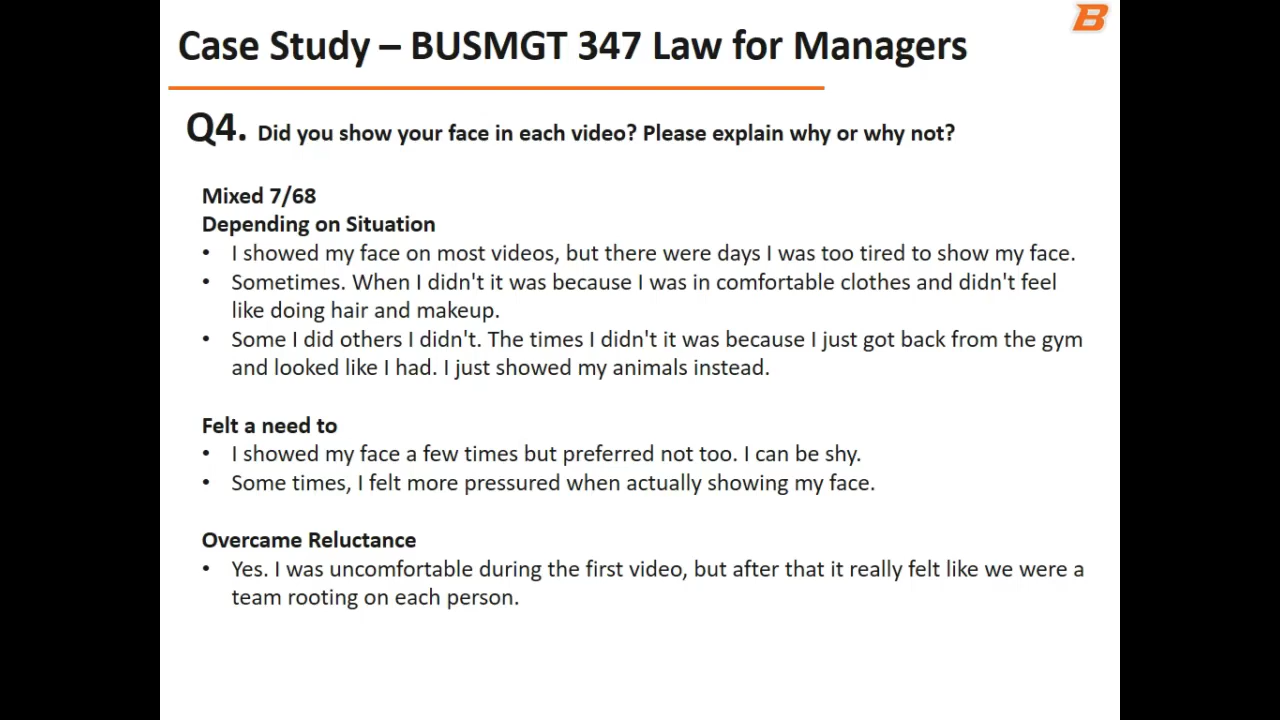 B
Case Study – BUSMGT 347 Law for Managers
Q4. Did you show your face in each video? Please explain why or why not?
Mixed 7/68
Depending on Situation
• I showed my face on most videos, but there were days I was too tired to show my face.
• Sometimes. When I didn't it was because I was in comfortable clothes and didn't feel
like doing hair and makeup.
• Some I did others I didn't. The times I didn't it was because I just got back from the gym
and looked like I had. I just showed my animals instead.
Felt a need to
• I showed my face a few times but preferred not too. I can be shy.
• Some times, I felt more pressured when actually showing my face.
Overcame Reluctance
• Yes. I was uncomfortable during the first video, but after that it really felt like we were a
team rooting on each person.